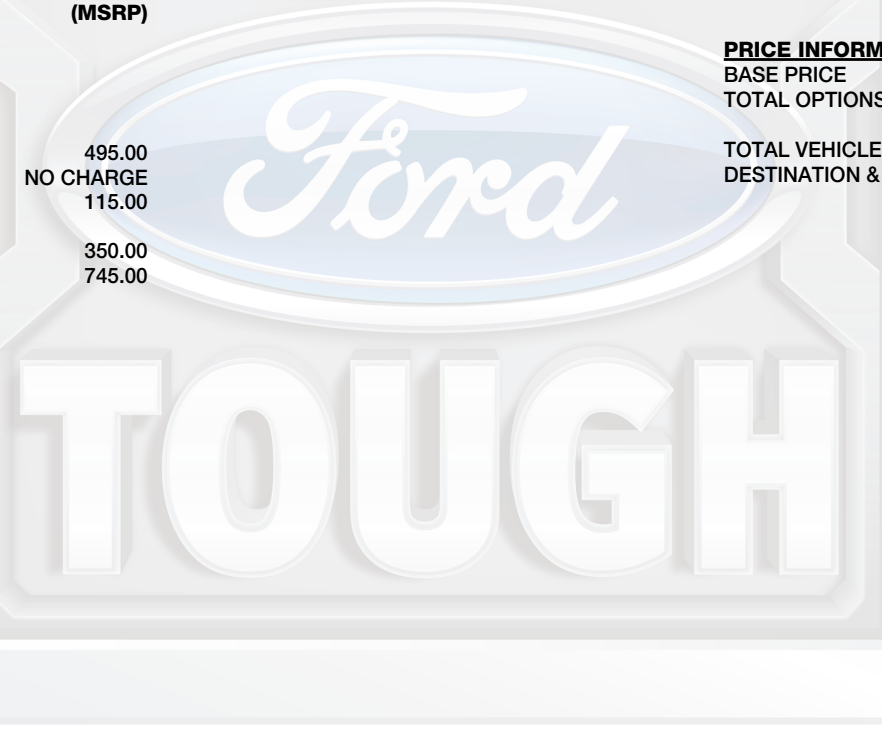 (MSRP)
495.00
NO CHARGE
115.00
350.00
745.00
PRICE INFORM
BASE PRICE
TOTAL OPTIONS
TOTAL VEHICLE
DESTINATION &
Ford
TOUGH